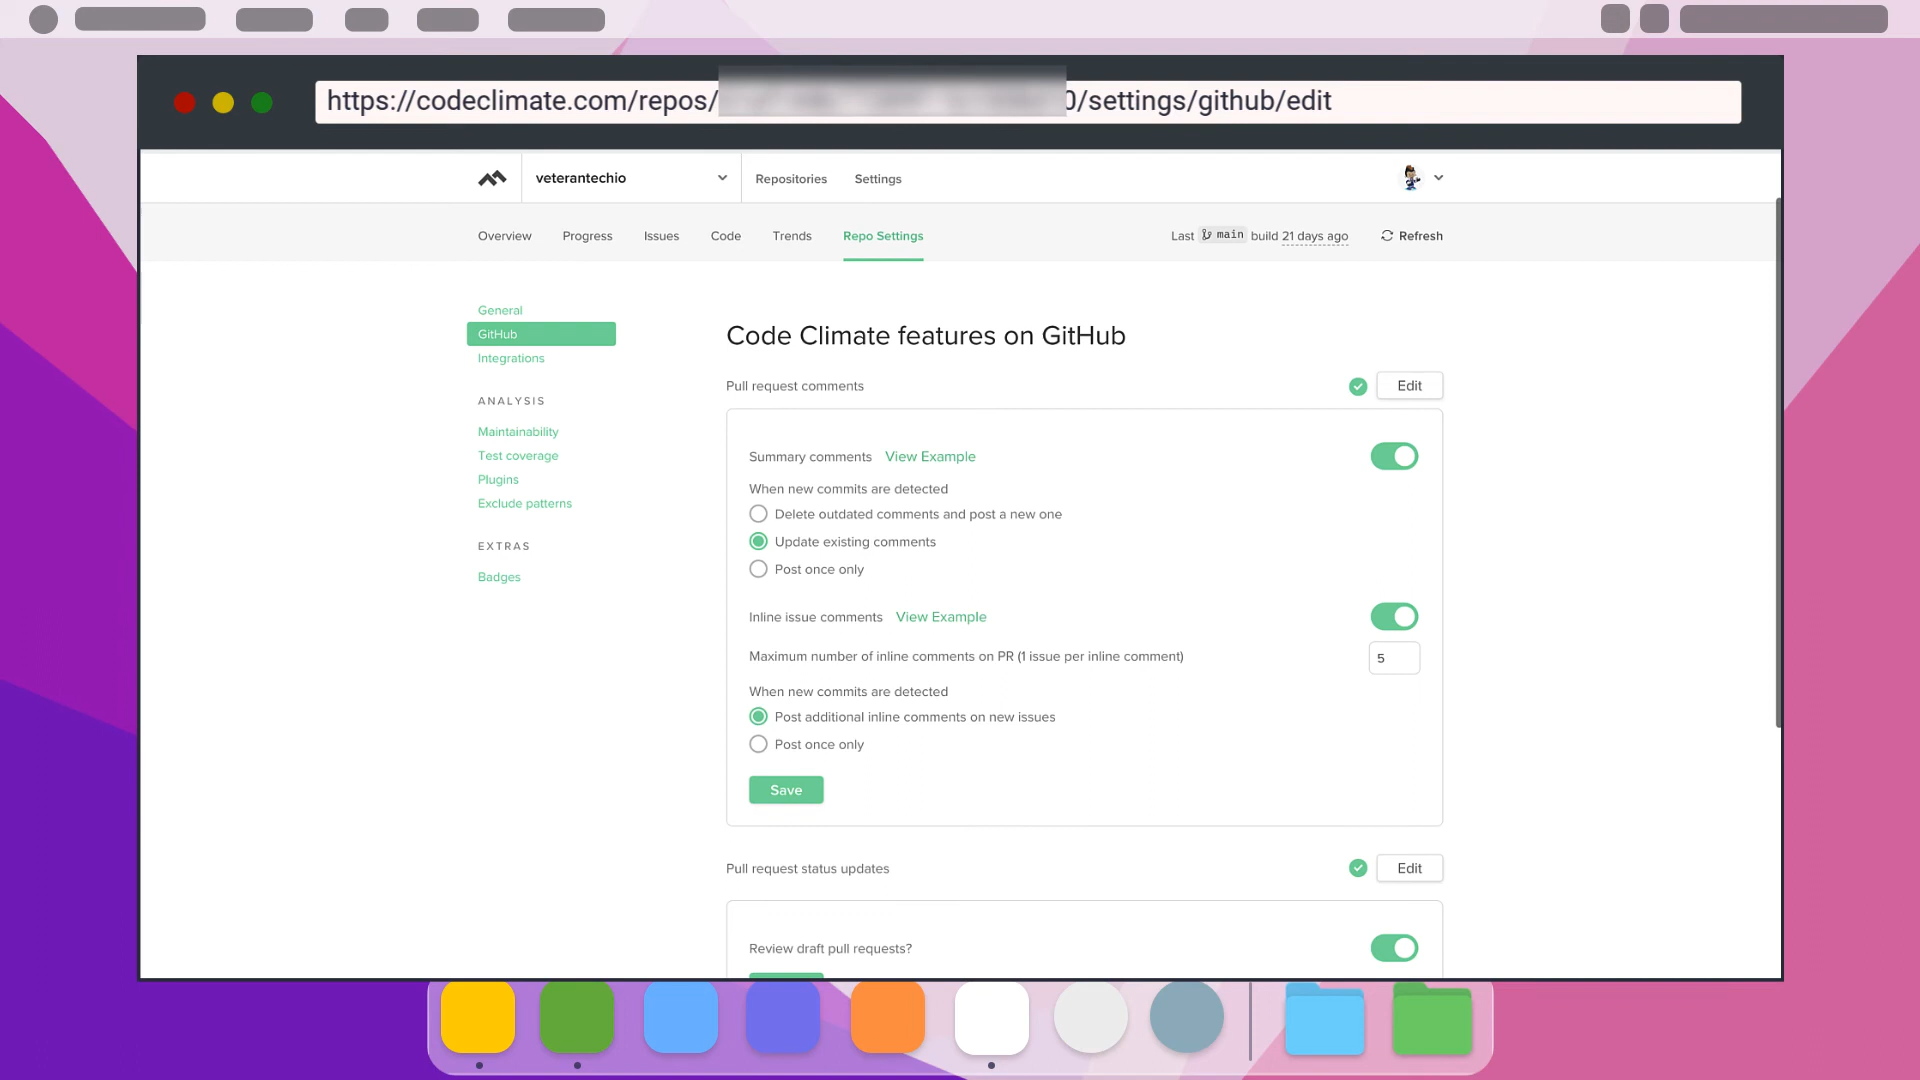 https://codeclimate.com/repos/ 0/settings/github/edit
veterantechio
Repositories
Settings
Overview
Progress
Issues
Code
Trends
Repo Settings
Last main build 21 days ago
Refresh
General
GitHub
Integrations
ANALYSIS
Maintainability
Test coverage
Plugins
Exclude patterns
EXTRAS
Badges
Code Climate features on GitHub
Pull request comments
Edit
Summary comments View Example
When new commits are detected
Delete outdated comments and post a new one
Update existing comments
Post once only
Inline issue comments View Example
Maximum number of inline comments on PR (1 issue per inline comment)
5
When new commits are detected
Post additional inline comments on new issues
Post once only
Save
Pull request status updates
Edit
Review draft pull requests?